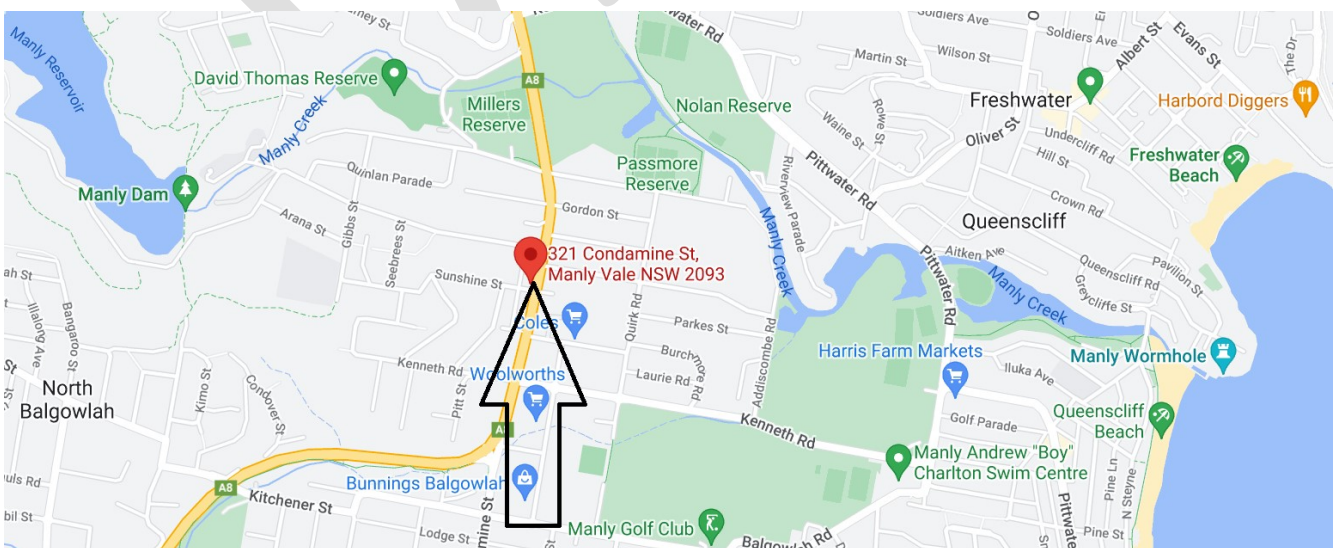 Soldiers Ave
Soldiers Ave
Albert St
Evans St
The Dr
Pittwater Rd
Martin St
Wilson St
Manly Reservoir
David Thomas Reserve
A8
Millers
Reserve
Nolan Reserve
Freshwater
Harbord Diggers
Manly Creek
Rowe St
Waine St
Oliver St
Undercliff Rd
Hill St
Freshwater
Beach
Quinlan Parade
Passmore
Reserve
Riverview Parade
Pittwater Rd
Manly Dam
Crown Rd
Arana St
Gibbs St
Gordon St
Seebrees St
Manly Creek
Queenscliff
321 Condamine St,
Manly Vale NSW 2093
Aitken Ave
Pavilion St
Queenscliff Rd
Greycliffe St
Manly Creek
Sunshine St
Pittwater Rd
Illalong Ave
Bangaroo St
Coles
Quirk Rd
Parkes St
Addiscombe Rd
Harris Farm Markets
Manly Wormhole
Kenneth Rd
Woolworths
Burchmore Rd
Laurie Rd
Iluka Ave
North
Balgowlah
Kimo St
Condover St
Pitt St
Kenneth Rd
Golf Parade
Queenscliff
Beach
Manly Andrew "Boy"
Charlton Swim Centre
Bunnings Balgowlah
A8
Kitchener St
Pine Ln
N Steyne
Lodge St
Manly Golf Club
Balgowlah Rd
Pine St